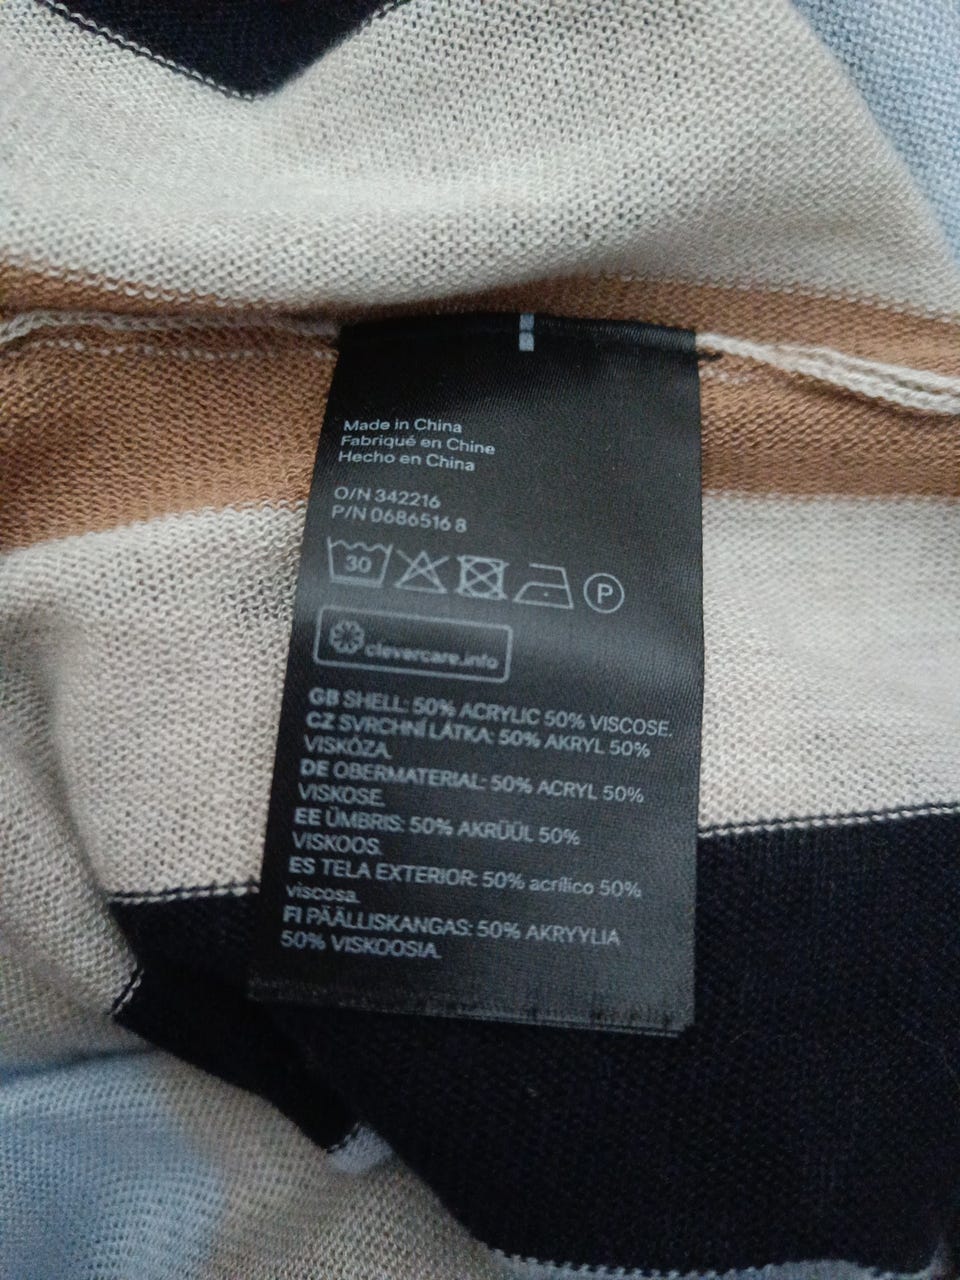 Made in China
Fabriqué en Chine
Hecho en China
O/N 342216
P/N 0686516 8
30
P
clevercare.info
GB SHELL: 50% ACRYLIC 50% VISCOSE.
CZ SVRCHNÍ LÁTKA: 50% AKRYL 50%
VISKÓZA.
DE OBERMATERIAL: 50% ACRYL 50%
VISKOSE.
EE ÜMBRIS: 50% AKRÜÜL 50%
VISKOOS.
ES TELA EXTERIOR: 50% acrílico 50%
viscosa.
FI PÄÄLLISKANGAS: 50% AKRYYLIA
50% VISKOOSIA.